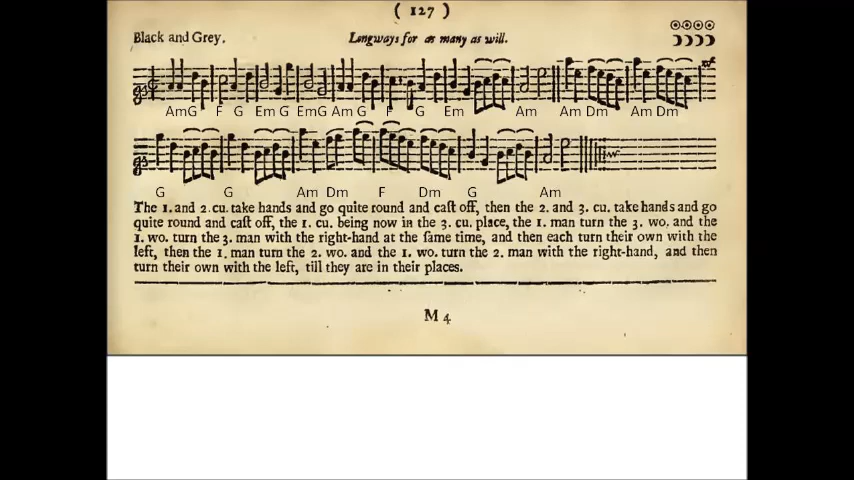 ( 127 )
Black and Grey.
Longways for as many as will.
Am G F G Em G Em G Am G F G Em Am Am Dm Am Dm
G G Am Dm F Dm G Am
The 1. and 2. cu. take hands and go quite round and caſt off, then the 2. and 3. cu. take hands and go
quite round and caſt off, the 1. cu. being now in the 3. cu. place, the 1. man turn the 3. wo. and the
1. wo. turn the 3. man with the right-hand at the ſame time, and then each turn their own with the
left, then the 1. man turn the 2. wo. and the 1. wo. turn the 2. man with the right-hand, and then
turn their own with the left, till they are in their places.
M 4